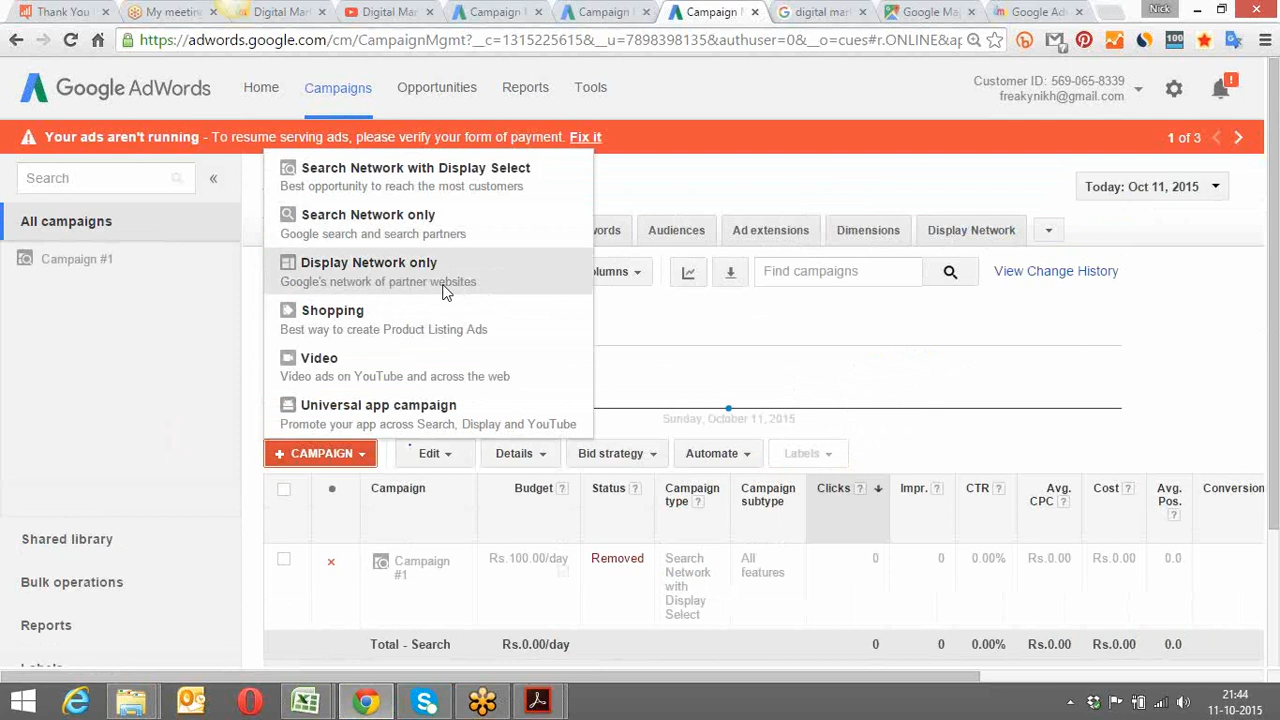 Thank You
My meetin
Digital Mar
Digital Mar
Campaign
Campaign
Campaign
digital mar
Google Ma
Google Ad
Nick
https://adwords.google.com/cm/CampaignMgmt?__c=1315225615&__u=7898398135&authuser=0&__o=cues#r.ONLINE&ap
100
Google AdWords
Home
Campaigns
Opportunities
Reports
Tools
Customer ID: 569-065-8339
freakynikh@gmail.com
Your ads aren't running - To resume serving ads, please verify your form of payment. Fix it
1 of 3
Search
«
All campaigns
Campaign #1
Shared library
Bulk operations
Reports
Search Network with Display Select
Best opportunity to reach the most customers
Search Network only
Google search and search partners
Display Network only
Google's network of partner websites
Shopping
Best way to create Product Listing Ads
Video
Video ads on YouTube and across the web
Universal app campaign
Promote your app across Search, Display and YouTube
Today: Oct 11, 2015
words
Audiences
Ad extensions
Dimensions
Display Network
olumns
Find campaigns
View Change History
Sunday, October 11, 2015
+ CAMPAIGN
Edit
Details
Bid strategy
Automate
Labels
Campaign
Budget ?
Status ?
Campaign type ?
Campaign subtype
Clicks ?
Impr. ?
CTR ?
Avg. CPC ?
Cost ?
Avg. Pos. ?
Conversion
Campaign #1
Rs.100.00/day
Removed
Search Network with Display Select
All features
0
0
0.00%
Rs.0.00
Rs.0.00
0.0
Total - Search
Rs.0.00/day
0
0
0.00%
Rs.0.00
Rs.0.00
0.0
21:44
11-10-2015